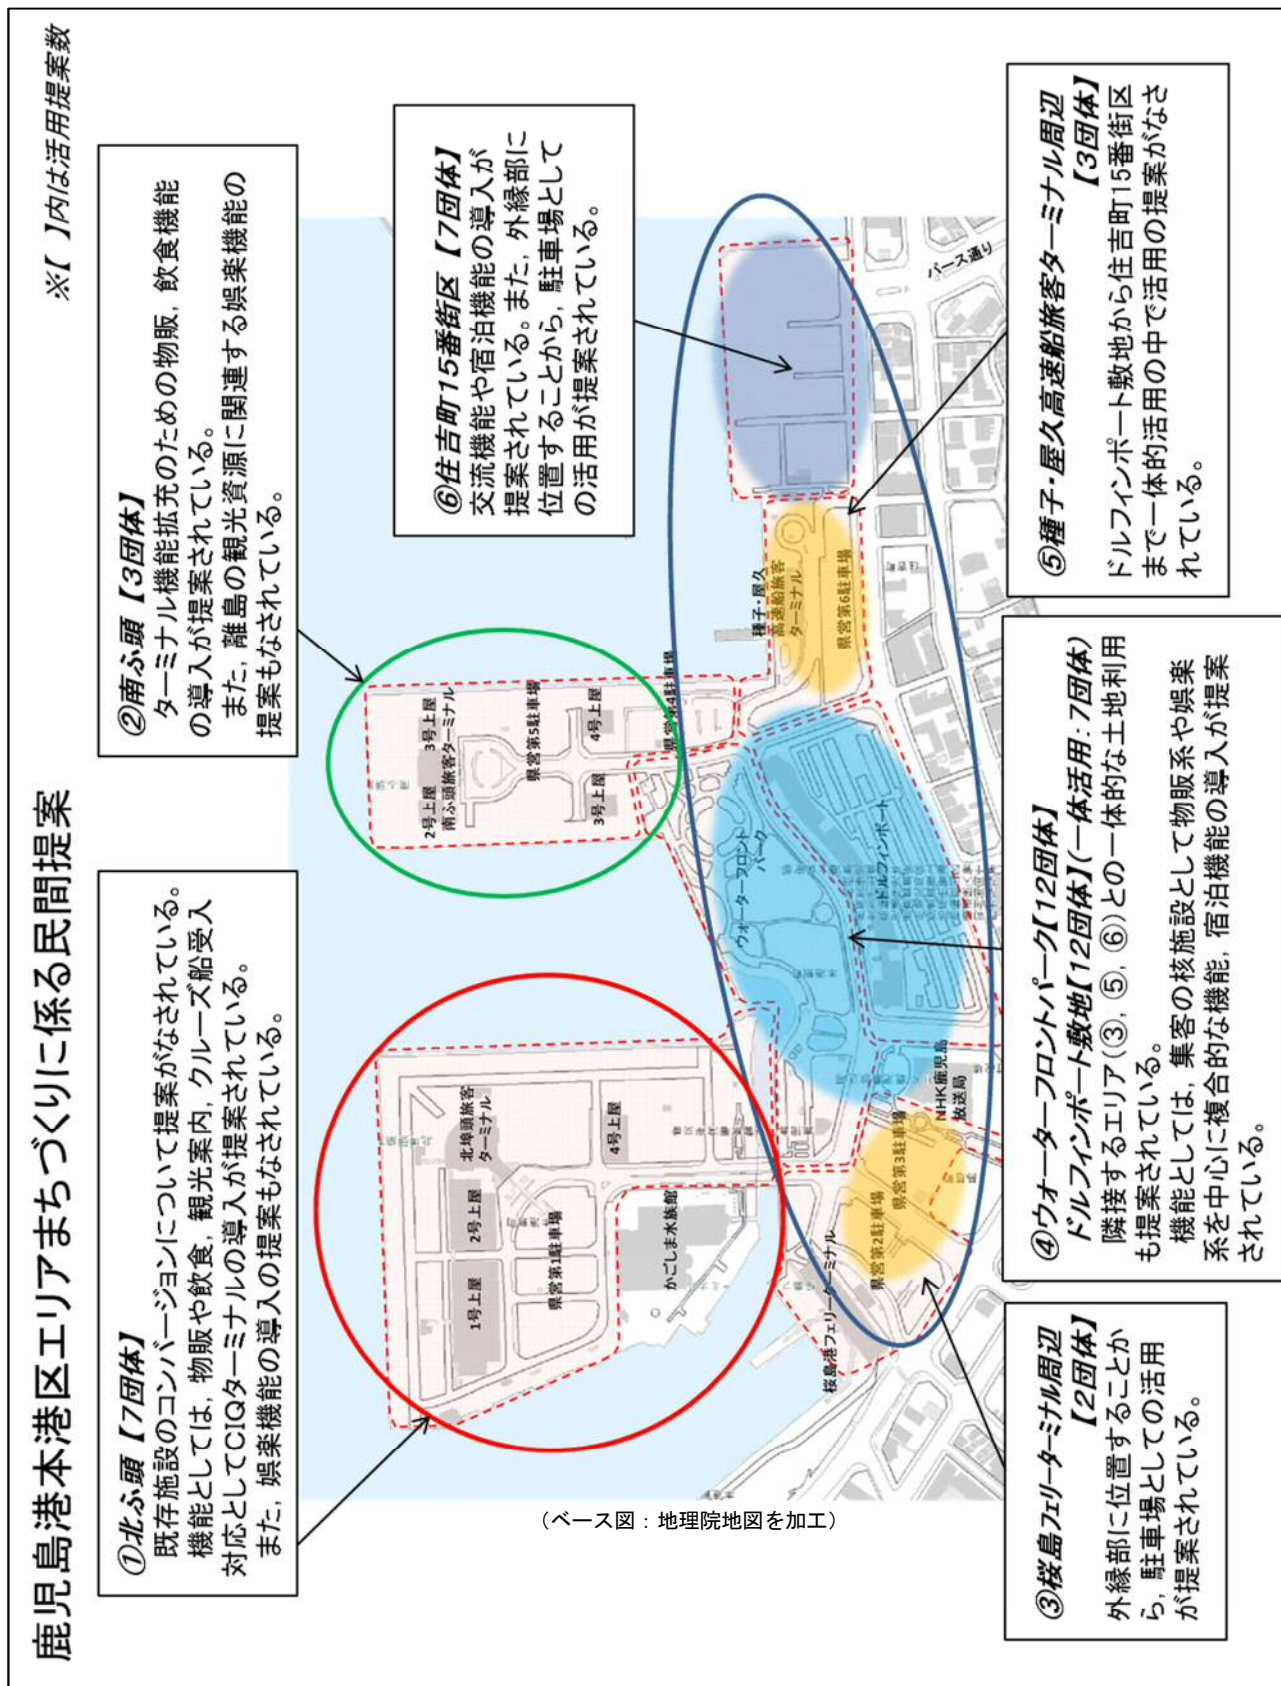 鹿児島港本港区エリアまちづくりに係る民間提案
※【 】内は活用提案数
①北ふ頭【7団体】
既存施設のコンバージョンについて提案がなされている。
機能としては，物販や飲食，観光案内，クルーズ船受入
対応としてCIQターミナルの導入が提案されている。
また，娯楽機能の導入の提案もなされている。
②南ふ頭【3団体】
ターミナル機能拡充のための物販，飲食機能
の導入が提案されている。
また，離島の観光資源に関連する娯楽機能の
提案もなされている。
⑥住吉町15番街区【7団体】
交流機能や宿泊機能の導入が
提案されている。また，外縁部に
位置することから，駐車場として
の活用が提案されている。
1号上屋
2号上屋
北埠頭旅客
ターミナル
県営第1駐車場
4号上屋
かごしま水族館
桜島港フェリーターミナル
県営第2駐車場
県営第3駐車場
NHK鹿児島
放送局
2号上屋
3号上屋
南ふ頭旅客ターミナル
県営第5駐車場
3号上屋
4号上屋
県営第4駐車場
ウォーターフロント
パーク
ドルフィンポート
種子・屋久
高速船旅客
ターミナル
県営第6駐車場
バース通り
（ベース図：地理院地図を加工）
③桜島フェリーターミナル周辺
【2団体】
外縁部に位置することか
ら，駐車場としての活用
が提案されている。
④ウォーターフロントパーク【12団体】
ドルフィンポート敷地【12団体】（一体活用：7団体）
隣接するエリア（③，⑤，⑥）との一体的な土地利用
も提案されている。
機能としては，集客の核施設として物販系や娯楽
系を中心に複合的な機能，宿泊機能の導入が提案
されている。
⑤種子・屋久高速船旅客ターミナル周辺
【3団体】
ドルフィンポート敷地から住吉町15番街区
まで一体的活用の中で活用の提案がなさ
れている。